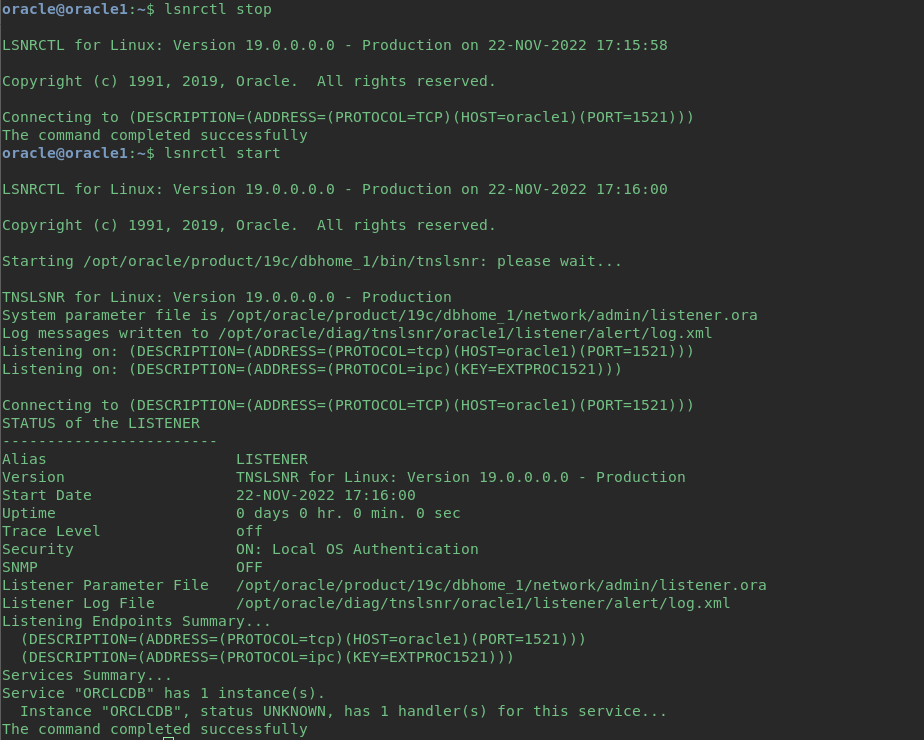 oracle@oracle1:~$ lsnrctl stop
LSNRCTL for Linux: Version 19.0.0.0.0 - Production on 22-NOV-2022 17:15:58
Copyright (c) 1991, 2019, Oracle.  All rights reserved.
Connecting to (DESCRIPTION=(ADDRESS=(PROTOCOL=TCP)(HOST=oracle1)(PORT=1521)))
The command completed successfully
oracle@oracle1:~$ lsnrctl start
LSNRCTL for Linux: Version 19.0.0.0.0 - Production on 22-NOV-2022 17:16:00
Copyright (c) 1991, 2019, Oracle.  All rights reserved.
Starting /opt/oracle/product/19c/dbhome_1/bin/tnslsnr: please wait...
TNSLSNR for Linux: Version 19.0.0.0.0 - Production
System parameter file is /opt/oracle/product/19c/dbhome_1/network/admin/listener.ora
Log messages written to /opt/oracle/diag/tnslsnr/oracle1/listener/alert/log.xml
Listening on: (DESCRIPTION=(ADDRESS=(PROTOCOL=tcp)(HOST=oracle1)(PORT=1521)))
Listening on: (DESCRIPTION=(ADDRESS=(PROTOCOL=ipc)(KEY=EXTPROC1521)))
Connecting to (DESCRIPTION=(ADDRESS=(PROTOCOL=TCP)(HOST=oracle1)(PORT=1521)))
STATUS of the LISTENER
------------------------
Alias                     LISTENER
Version                   TNSLSNR for Linux: Version 19.0.0.0.0 - Production
Start Date                22-NOV-2022 17:16:00
Uptime                    0 days 0 hr. 0 min. 0 sec
Trace Level               off
Security                  ON: Local OS Authentication
SNMP                      OFF
Listener Parameter File   /opt/oracle/product/19c/dbhome_1/network/admin/listener.ora
Listener Log File         /opt/oracle/diag/tnslsnr/oracle1/listener/alert/log.xml
Listening Endpoints Summary...
  (DESCRIPTION=(ADDRESS=(PROTOCOL=tcp)(HOST=oracle1)(PORT=1521)))
  (DESCRIPTION=(ADDRESS=(PROTOCOL=ipc)(KEY=EXTPROC1521)))
Services Summary...
Service "ORCLCDB" has 1 instance(s).
  Instance "ORCLCDB", status UNKNOWN, has 1 handler(s) for this service...
The command completed successfully